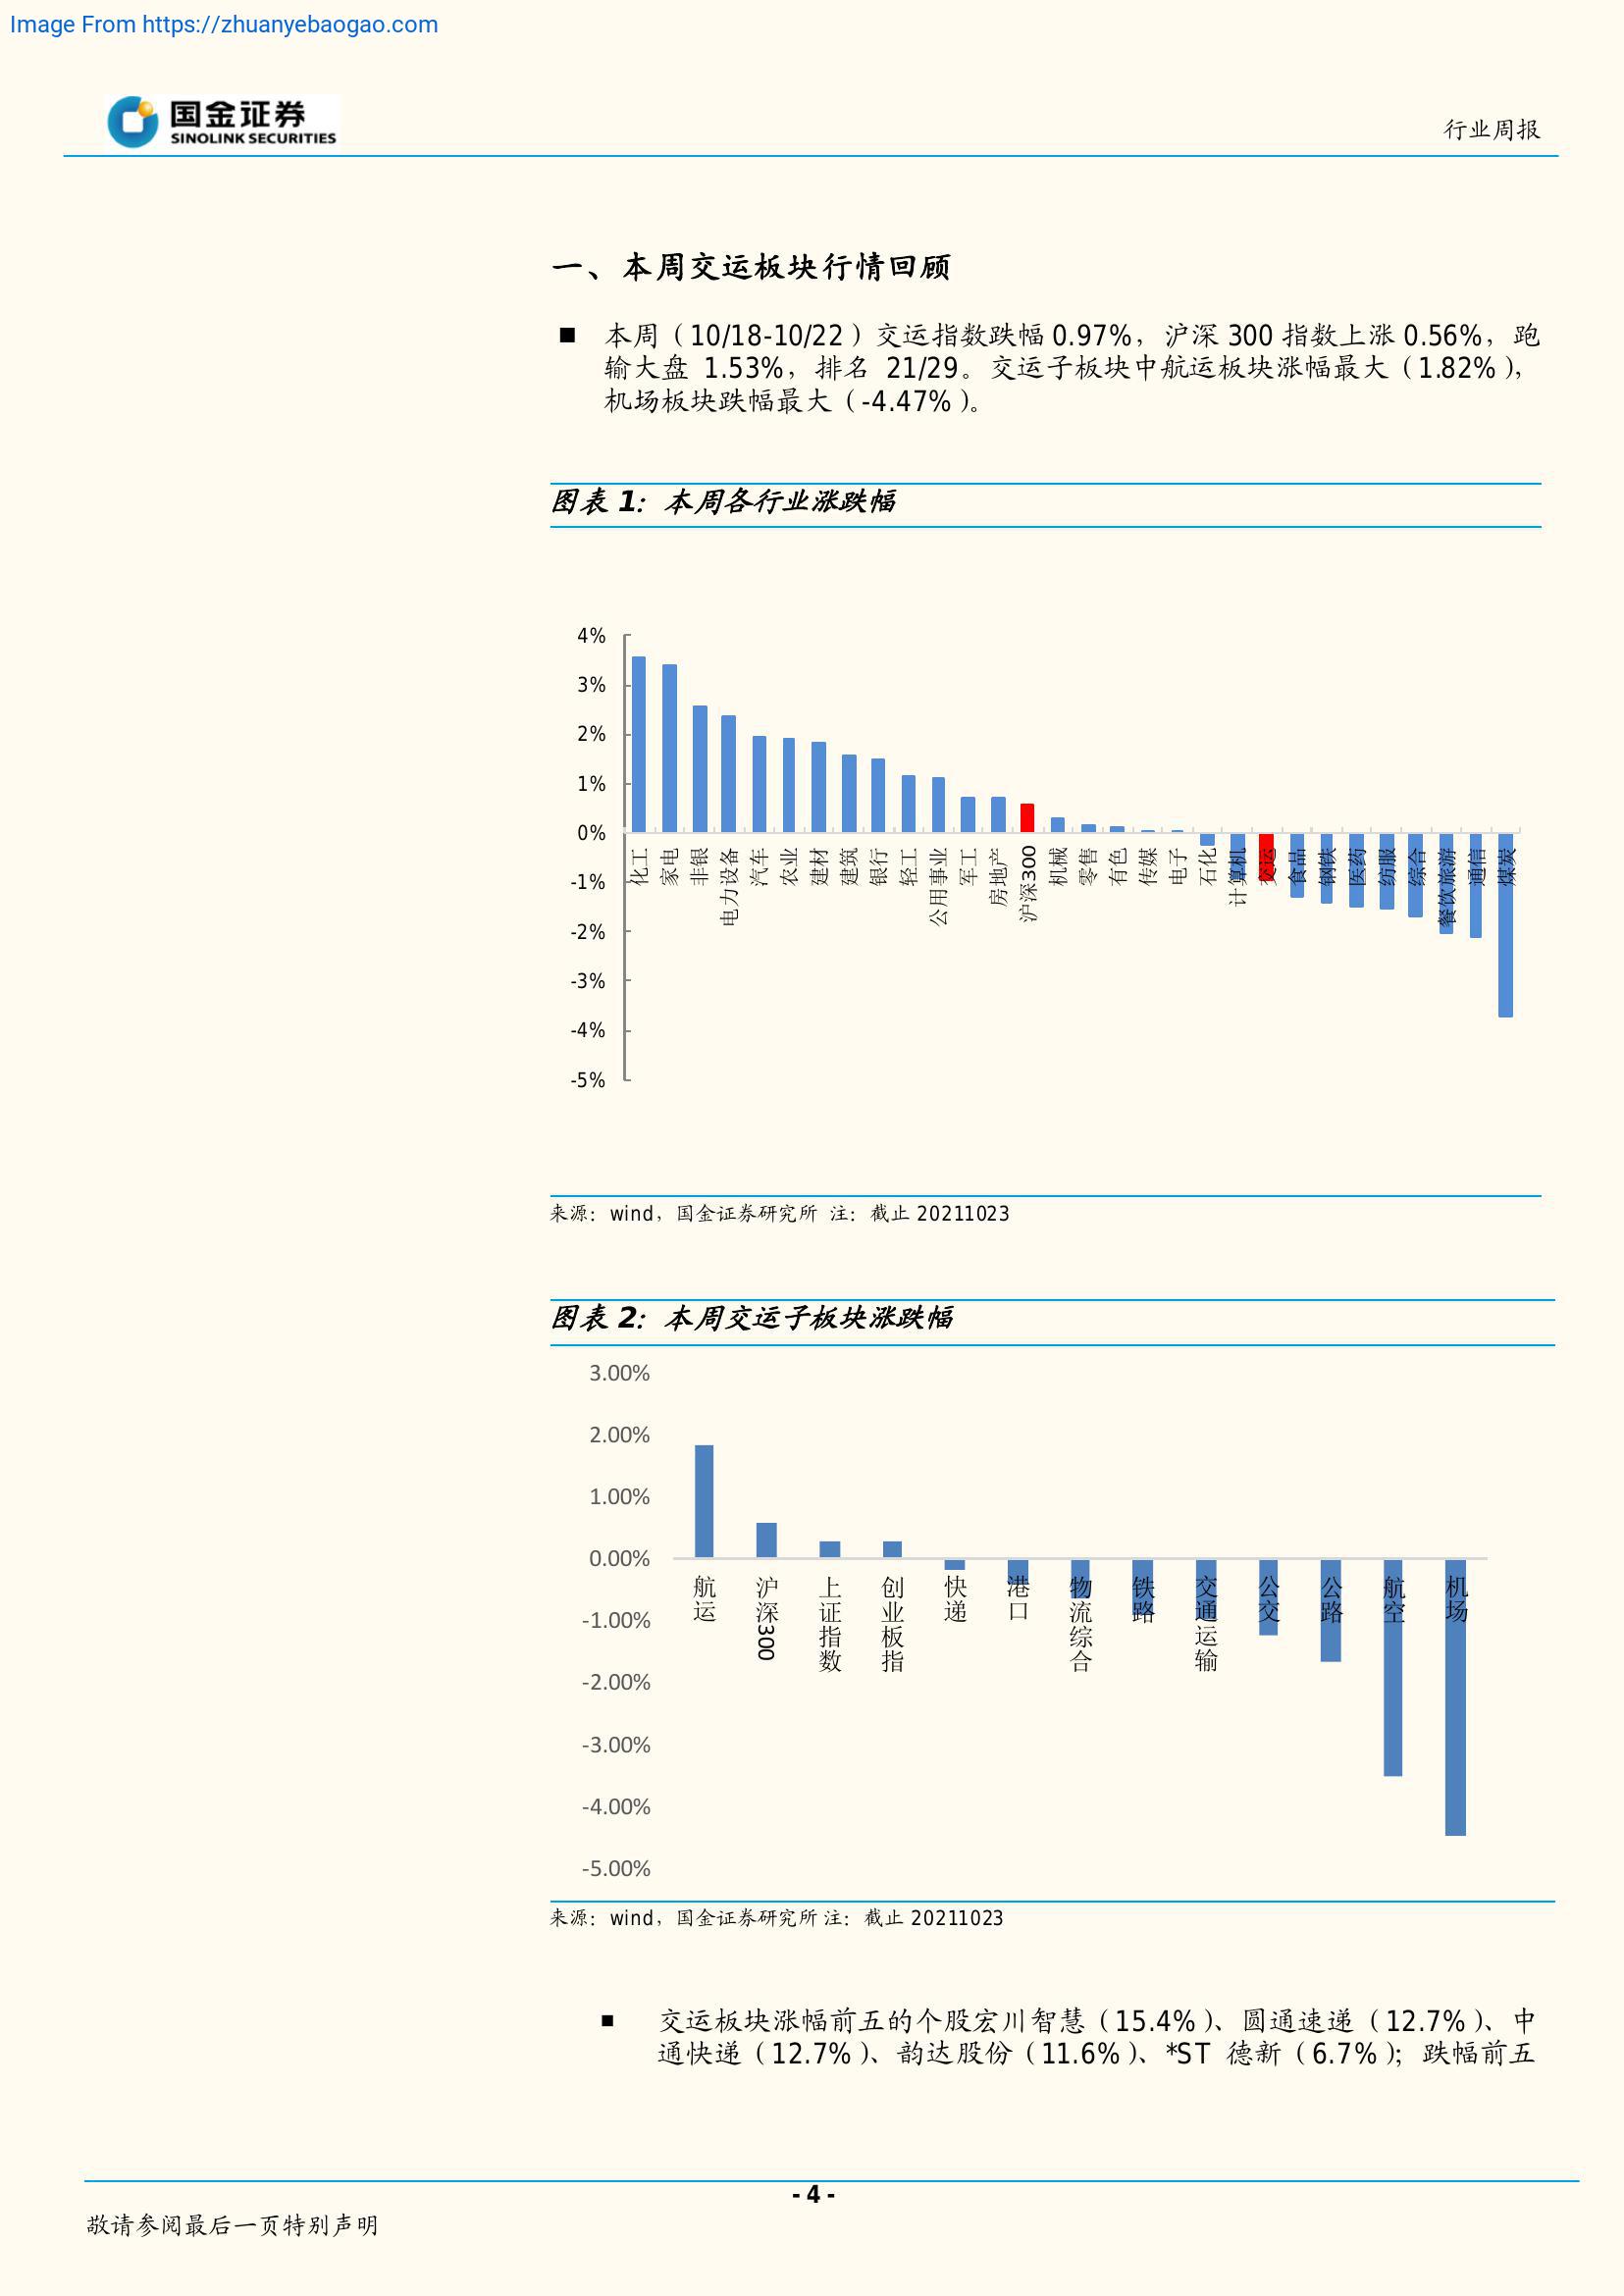 Image From https://zhuanyebaogao.com
国金证券
SINOLINK SECURITIES
行业周报
一、本周交运板块行情回顾
■ 本周（10/18-10/22）交运指数跌幅 0.97%，沪深 300 指数上涨 0.56%，跑
输大盘 1.53%，排名 21/29。交运子板块中航运板块涨幅最大（1.82%），
机场板块跌幅最大（-4.47%）。
图表 1：本周各行业涨跌幅
4%
3%
2%
1%
0%
-1%
-2%
-3%
-4%
-5%
化工
家电
非银
电力设备
汽车
农业
建材
建筑
银行
轻工
公用事业
军工
房地产
沪深300
机械
零售
有色
传媒
电子
石化
计算机
交运
食品
钢铁
医药
纺服
综合
餐饮旅游
通信
煤炭
来源：wind，国金证券研究所 注：截止 20211023
图表 2：本周交运子板块涨跌幅
3.00%
2.00%
1.00%
0.00%
-1.00%
-2.00%
-3.00%
-4.00%
-5.00%
航运
沪深300
上证指数
创业板指
快递
港口
物流综合
铁路
交通运输
公交
公路
航空
机场
来源：wind，国金证券研究所 注：截止 20211023
■ 交运板块涨幅前五的个股宏川智慧（15.4%）、圆通速递（12.7%）、中
通快递（12.7%）、韵达股份（11.6%）、*ST 德新（6.7%）；跌幅前五
- 4 -
敬请参阅最后一页特别声明